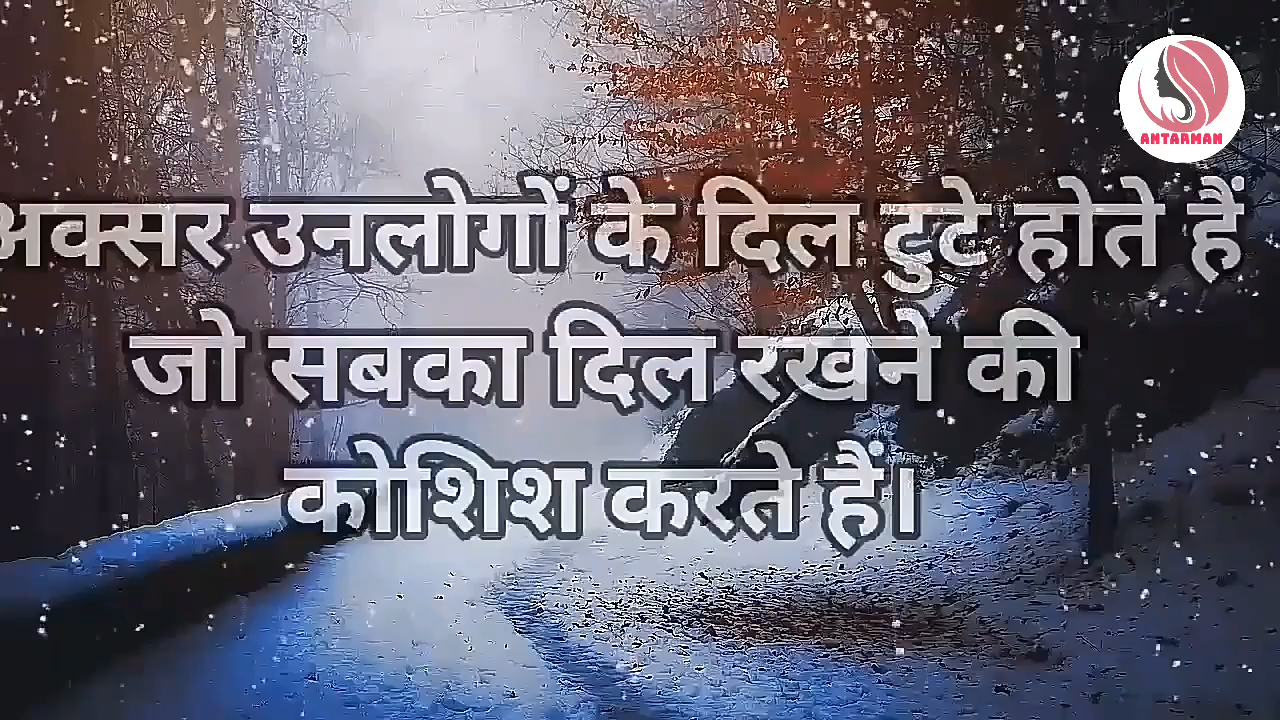 ANTARMAN
अक्सर उनलोगों के दिल टुटे होते हैं
जो सबका दिल रखने की
कोशिश करते हैं।